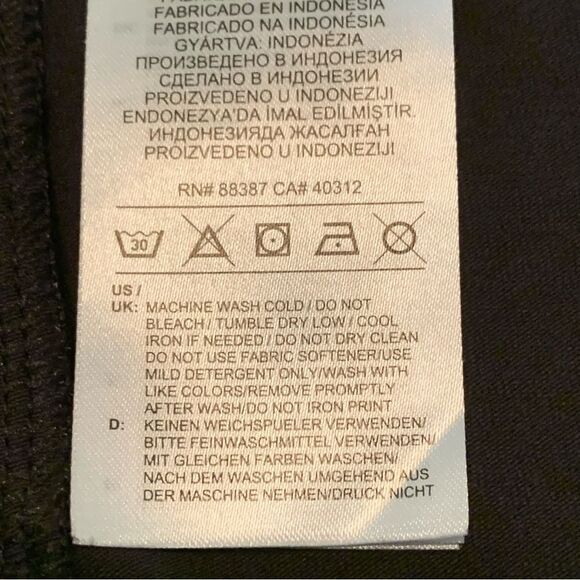 FABRICADO EN INDONESIA
FABRICADO NA INDONÉSIA
GYÁRTVA: INDONÉZIA
ПРОИЗВЕДЕНО В ИНДОНЕЗИЯ
СДЕЛАНО В ИНДОНЕЗИИ
PROIZVEDENO U INDONEZIJI
ENDONEZYA'DA İMAL EDİLMİŞTİR.
ИНДОНЕЗИЯДА ЖАСАЛҒАН
PROIZVEDENO U INDONEZIJI
RN# 88387 CA# 40312
30
US /
UK: MACHINE WASH COLD / DO NOT
BLEACH / TUMBLE DRY LOW / COOL
IRON IF NEEDED / DO NOT DRY CLEAN
DO NOT USE FABRIC SOFTENER/USE
MILD DETERGENT ONLY/WASH WITH
LIKE COLORS/REMOVE PROMPTLY
AFTER WASH/DO NOT IRON PRINT
D: KEINEN WEICHSPUELER VERWENDEN/
BITTE FEINWASCHMITTEL VERWENDEN/
MIT GLEICHEN FARBEN WASCHEN/
NACH DEM WASCHEN UMGEHEND AUS
DER MASCHINE NEHMEN/DRUCK NICHT